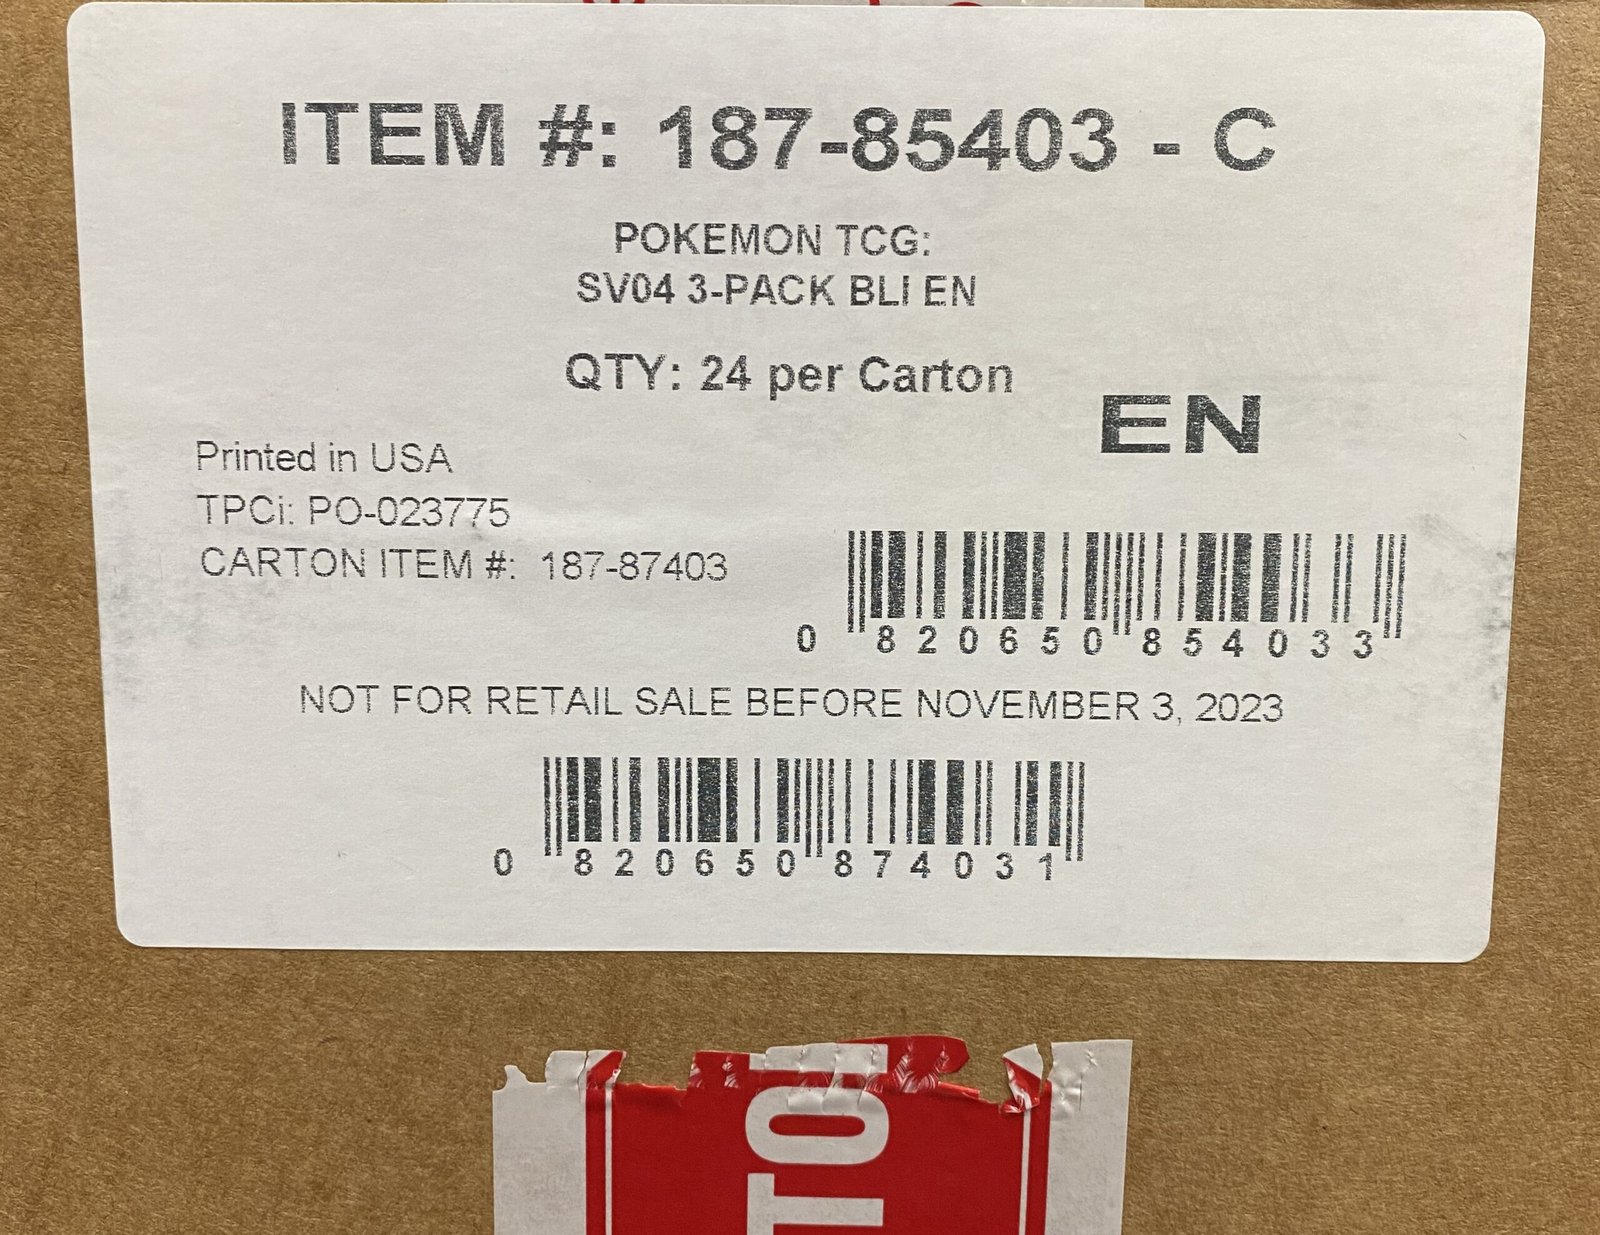 ITEM #: 187-85403 - C
POKEMON TCG:
SV04 3-PACK BLI EN
QTY: 24 per Carton
EN
Printed in USA
TPCi: PO-023775
CARTON ITEM #: 187-87403
0 820650 854033
NOT FOR RETAIL SALE BEFORE NOVEMBER 3, 2023
0 820650 874031